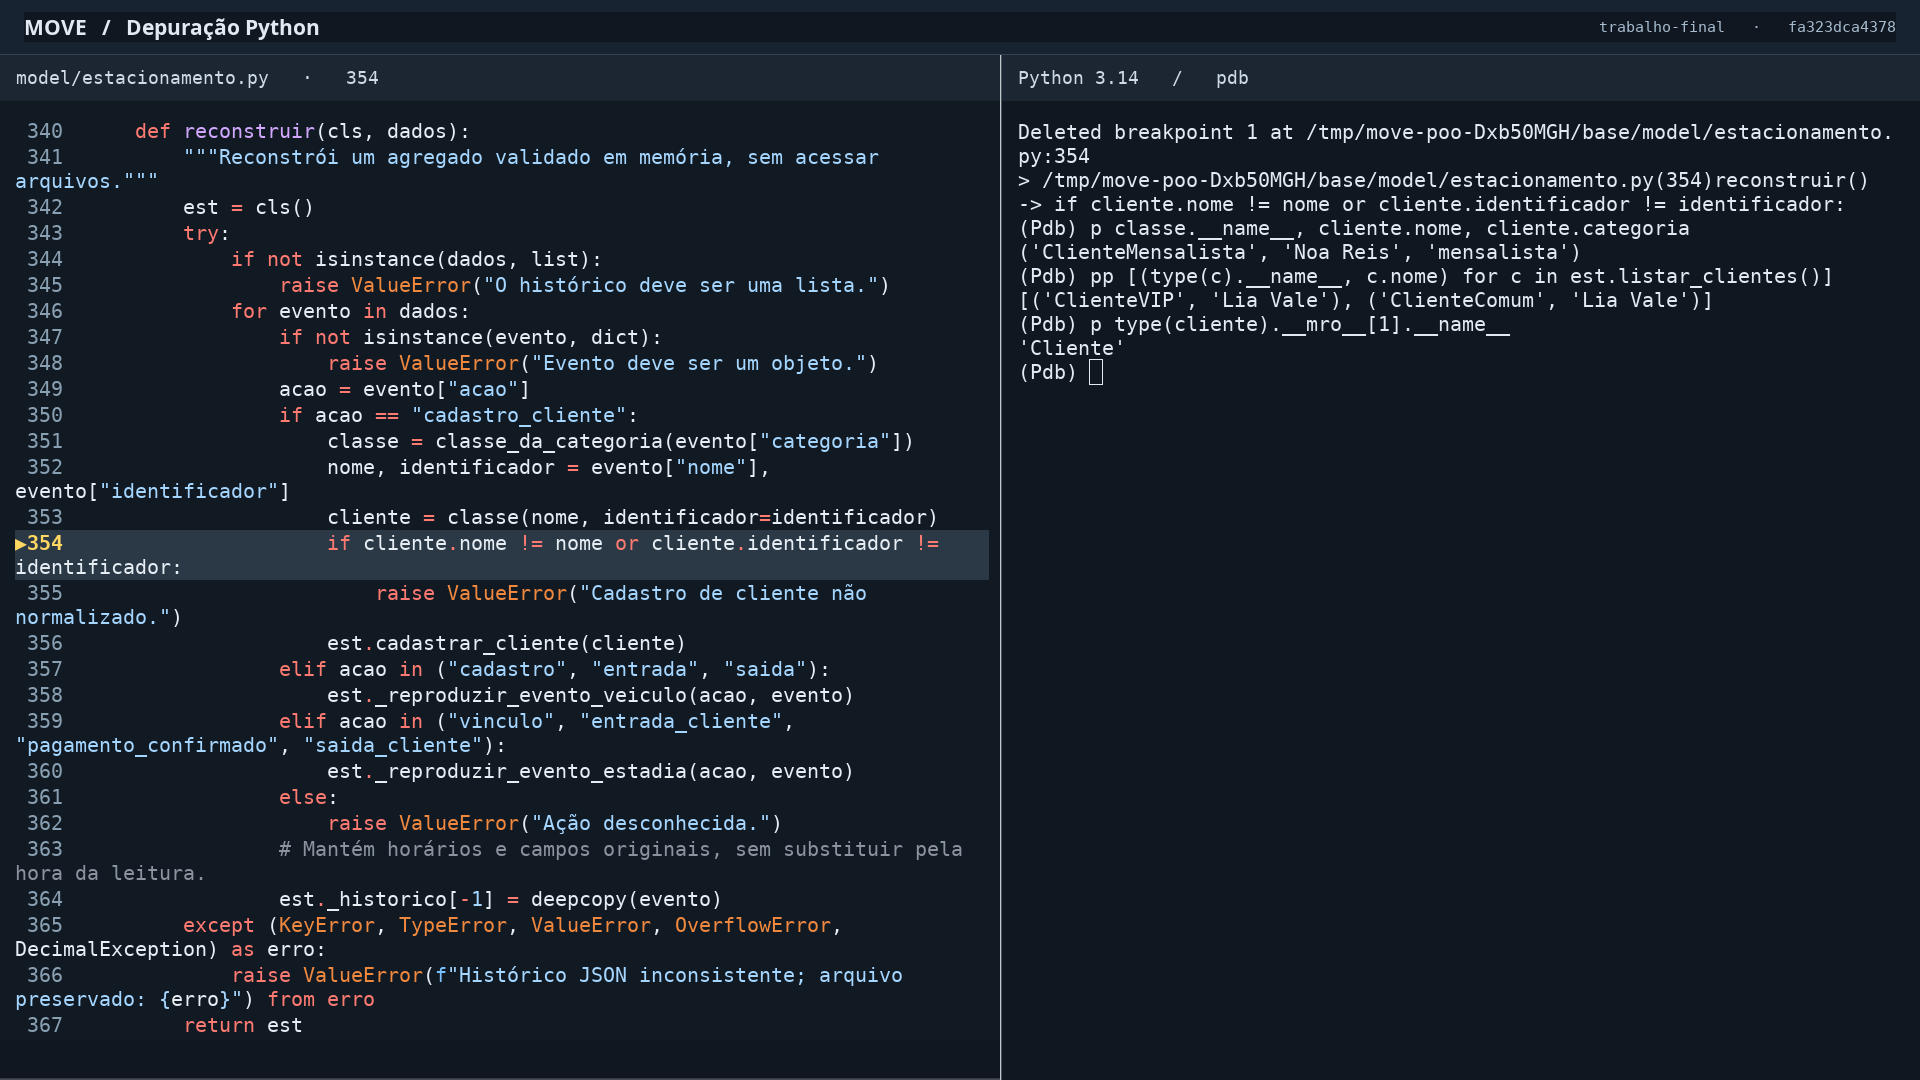 MOVE / Depuração Python
trabalho-final · fa323dca4378
model/estacionamento.py · 354
340 def reconstruir(cls, dados):
341 """Reconstrói um agregado validado em memória, sem acessar
arquivos."""
342 est = cls()
343 try:
344 if not isinstance(dados, list):
345 raise ValueError("O histórico deve ser uma lista.")
346 for evento in dados:
347 if not isinstance(evento, dict):
348 raise ValueError("Evento deve ser um objeto.")
349 acao = evento["acao"]
350 if acao == "cadastro_cliente":
351 classe = classe_da_categoria(evento["categoria"])
352 nome, identificador = evento["nome"],
evento["identificador"]
353 cliente = classe(nome, identificador=identificador)
▶354 if cliente.nome != nome or cliente.identificador !=
identificador:
355 raise ValueError("Cadastro de cliente não
normalizado.")
356 est.cadastrar_cliente(cliente)
357 elif acao in ("cadastro", "entrada", "saida"):
358 est._reproduzir_evento_veiculo(acao, evento)
359 elif acao in ("vinculo", "entrada_cliente",
"pagamento_confirmado", "saida_cliente"):
360 est._reproduzir_evento_estadia(acao, evento)
361 else:
362 raise ValueError("Ação desconhecida.")
363 # Mantém horários e campos originais, sem substituir pela
hora da leitura.
364 est._historico[-1] = deepcopy(evento)
365 except (KeyError, TypeError, ValueError, OverflowError,
DecimalException) as erro:
366 raise ValueError(f"Histórico JSON inconsistente; arquivo
preservado: {erro}") from erro
367 return est
Python 3.14 / pdb
Deleted breakpoint 1 at /tmp/move-poo-Dxb50MGH/base/model/estacionamento.
py:354
> /tmp/move-poo-Dxb50MGH/base/model/estacionamento.py(354)reconstruir()
-> if cliente.nome != nome or cliente.identificador != identificador:
(Pdb) p classe.__name__, cliente.nome, cliente.categoria
('ClienteMensalista', 'Noa Reis', 'mensalista')
(Pdb) pp [(type(c).__name__, c.nome) for c in est.listar_clientes()]
[('ClienteVIP', 'Lia Vale'), ('ClienteComum', 'Lia Vale')]
(Pdb) p type(cliente).__mro__[1].__name__
'Cliente'
(Pdb)